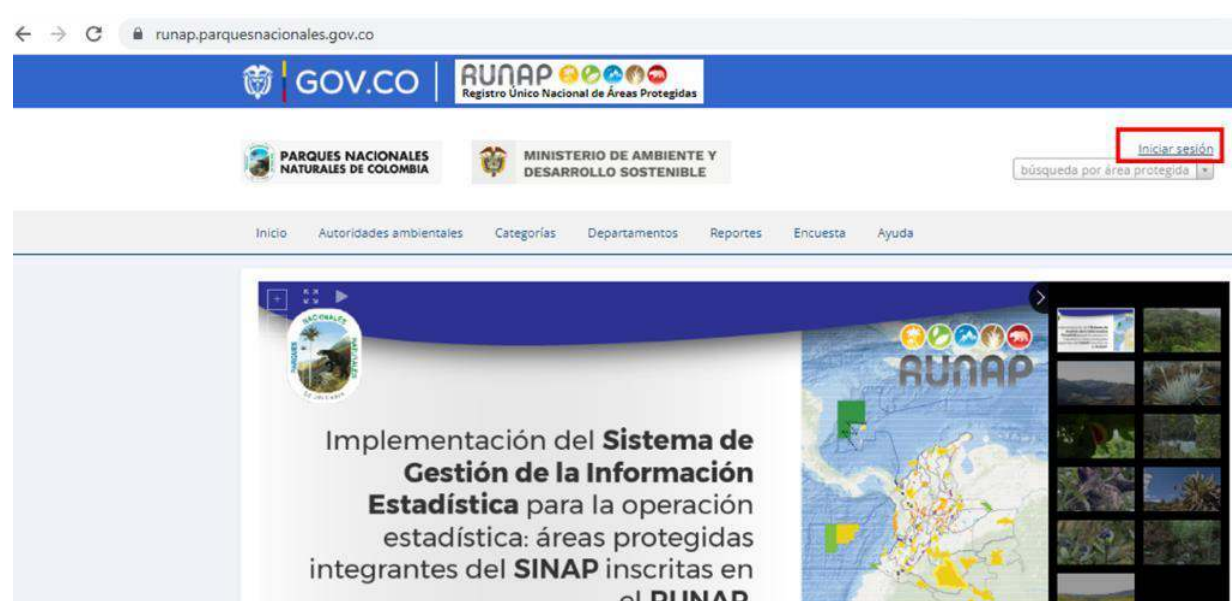 runap.parquesnacionales.gov.co
GOV.CO
RUNAP
Registro Único Nacional de Áreas Protegidas
PARQUES NACIONALES
NATURALES DE COLOMBIA
MINISTERIO DE AMBIENTE Y
DESARROLLO SOSTENIBLE
Iniciar sesión
búsqueda por área protegida
Inicio Autoridades ambientales Categorías Departamentos Reportes Encuesta Ayuda
RUNAP
Implementación del Sistema de
Gestión de la Información
Estadística para la operación
estadística: áreas protegidas
integrantes del SINAP inscritas en
el RUNAP